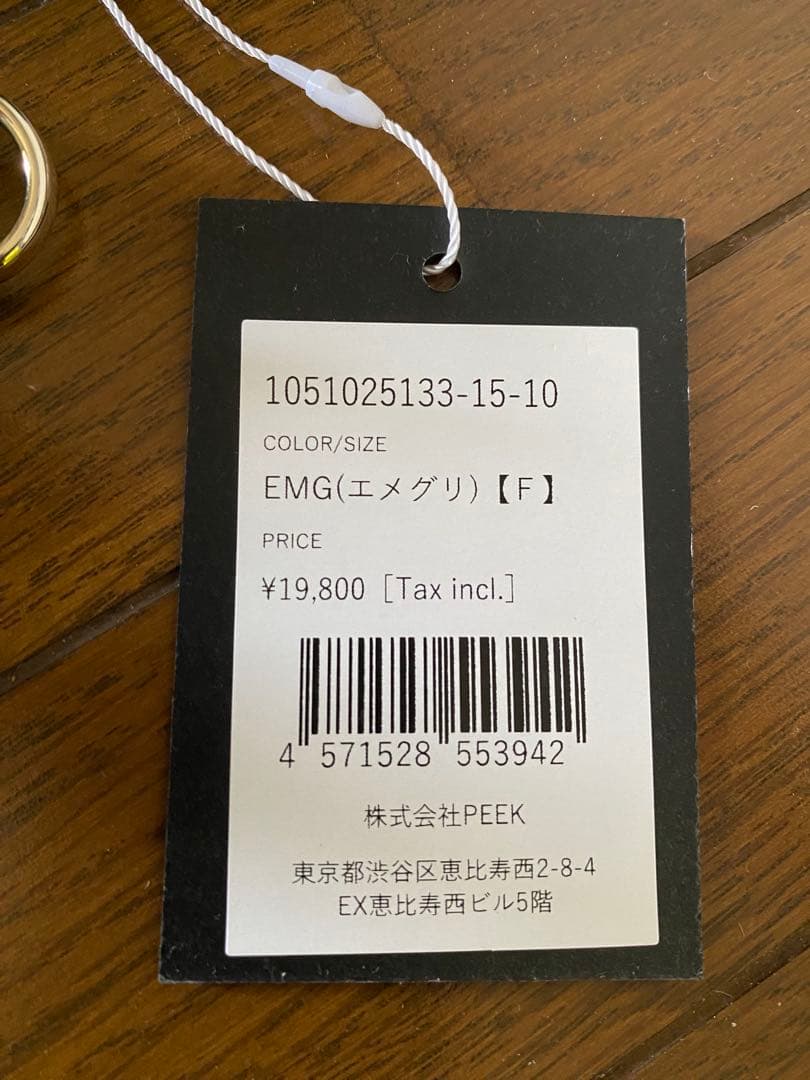 1051025133-15-10
COLOR/SIZE
EMG(エメグリ)【F】
PRICE
¥19,800 [Tax incl.]
4 571528 553942
株式会社PEEK
東京都渋谷区恵比寿西2-8-4
EX恵比寿西ビル5階